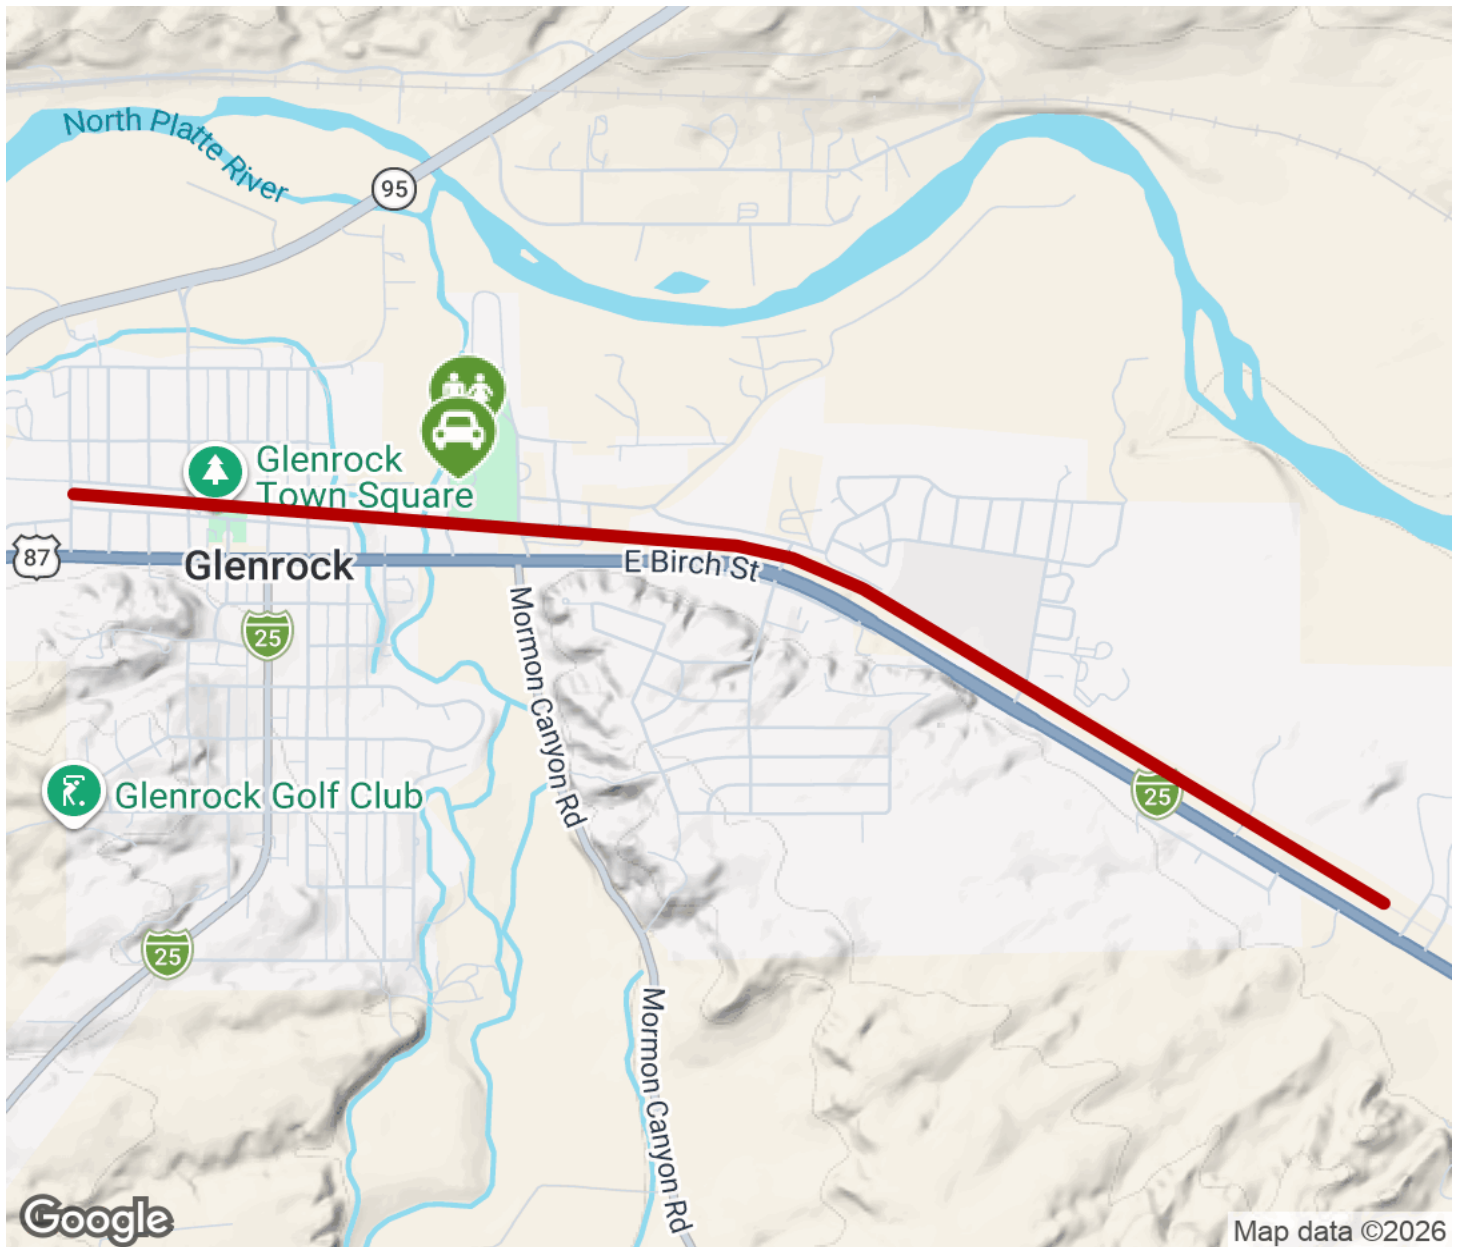 North Platte River
95
Glenrock
Town Square
87
Glenrock
E Birch St
25
Mormon Canyon Rd
Glenrock Golf Club
25
25
Mormon Canyon Rd
Google
Map data ©2026